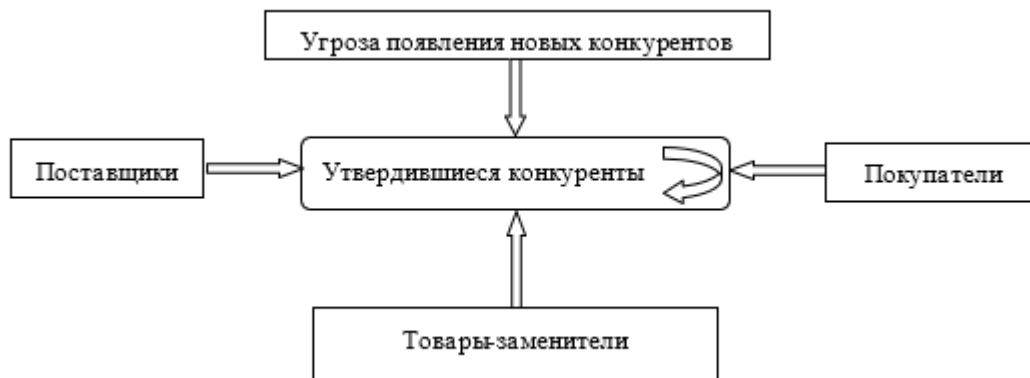 Угроза появления новых конкурентов
Поставщики
Утвердившиеся конкуренты
Покупатели
Товары-заменители